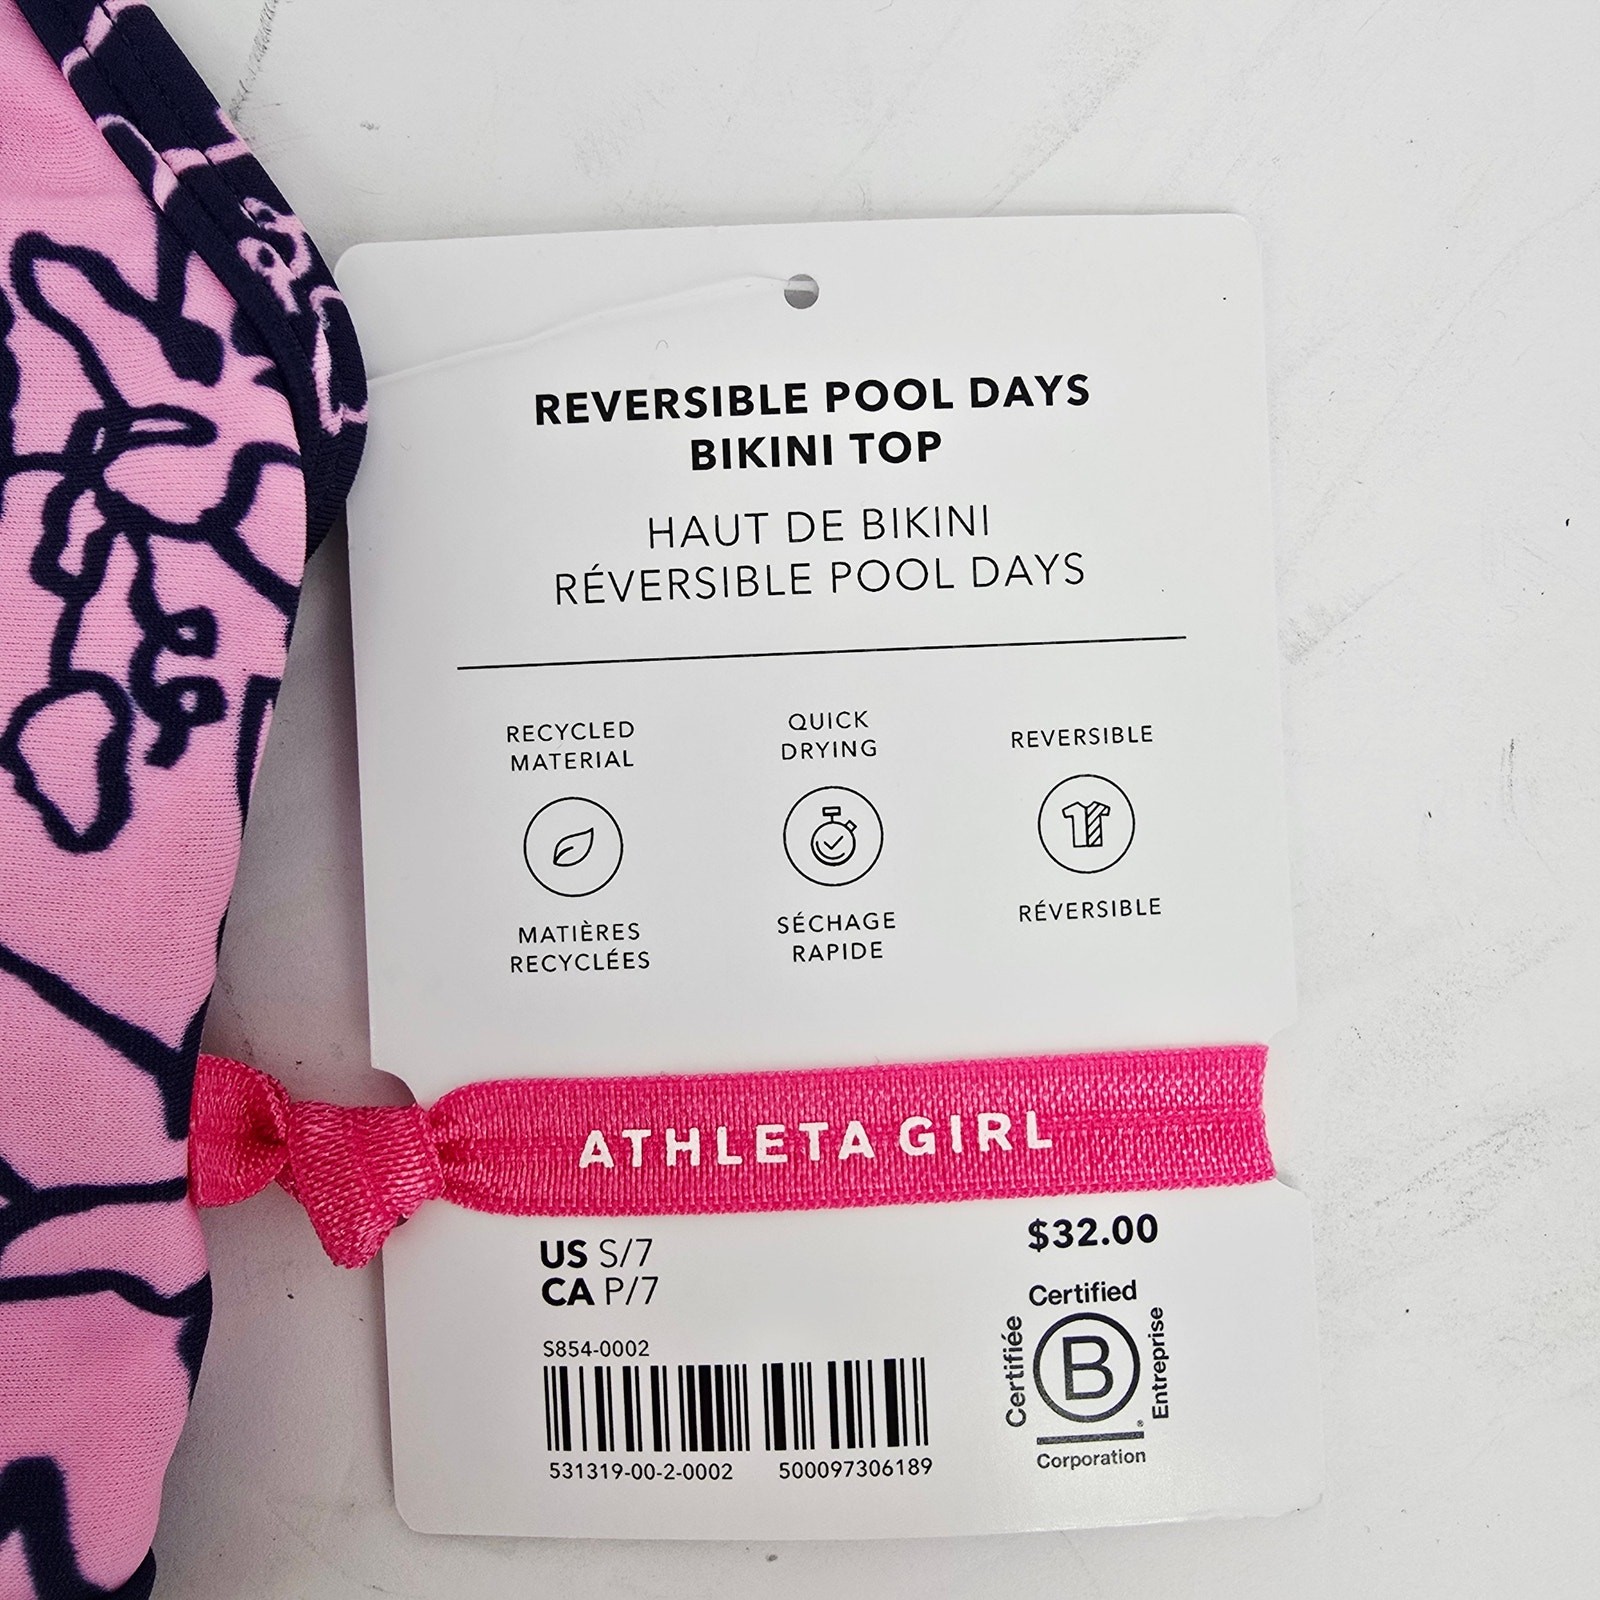 REVERSIBLE POOL DAYS
BIKINI TOP
HAUT DE BIKINI
RÉVERSIBLE POOL DAYS
RECYCLED
MATERIAL
MATIÈRES
RECYCLÉES
QUICK
DRYING
SÉCHAGE
RAPIDE
REVERSIBLE
RÉVERSIBLE
ATHLETA GIRL
US S/7
CA P/7
$32.00
S854-0002
531319-00-2-0002 500097306189
Certified
Certifiée
B
®
Entreprise
Corporation